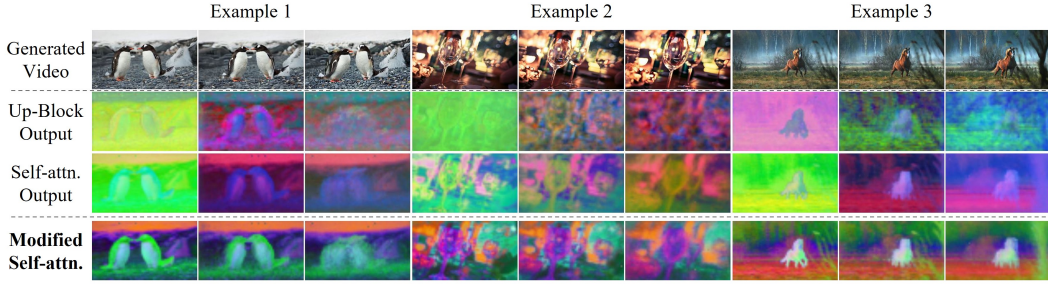 Example 1 Example 2 Example 3
Generated
Video
Up-Block
Output
Self-attn.
Output
Modified
Self-attn.